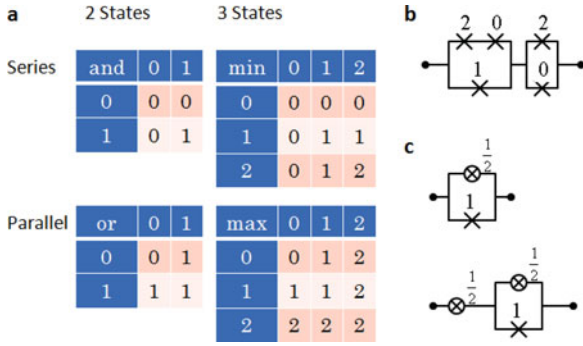 a 2 States 3 States
Series and 0 1 min 0 1 2
0 0 0 0 0 0 0
1 0 1 1 0 1 1
2 0 1 2
Parallel or 0 1 max 0 1 2
0 0 1 0 0 1 2
1 1 1 1 1 1 2
2 2 2 2
b
2 0 2
1 0
c
1/2
1
1/2 1/2
1